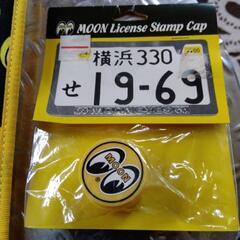 MOON License Stamp Cap
横浜 330
せ 19-69
MOON